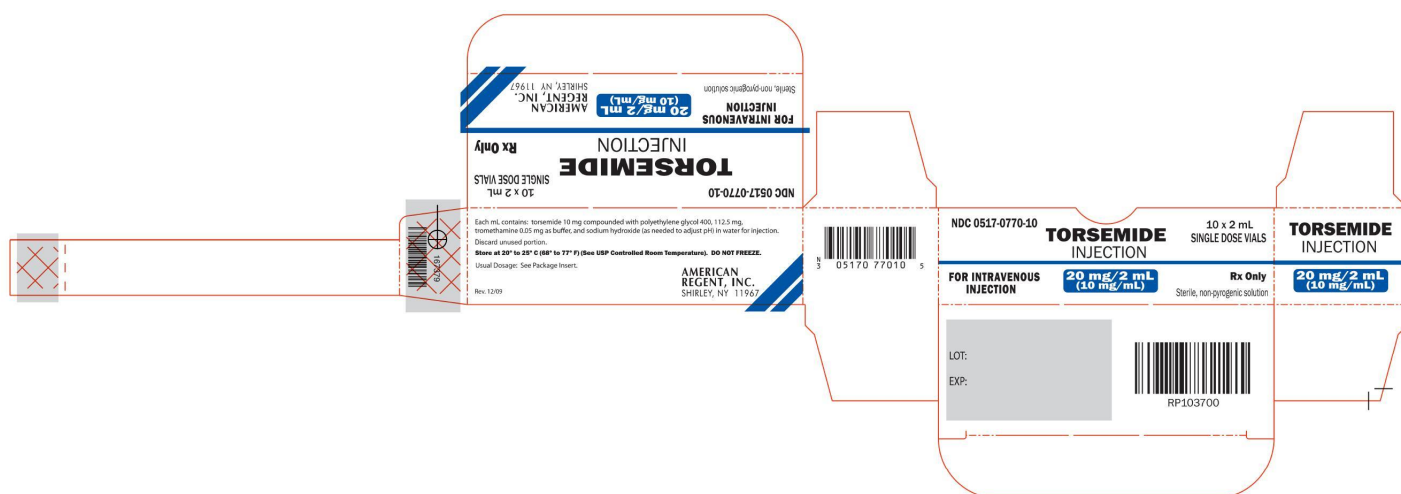 NDC 0517-0770-10
10 x 2 mL
SINGLE DOSE VIALS
TORSEMIDE
INJECTION
Rx Only
FOR INTRAVENOUS
INJECTION
20 mg/2 mL
(10 mg/mL)
AMERICAN
REGENT, INC.
SHIRLEY, NY 11967
Sterile, non-pyrogenic solution
167379
Each mL contains: torsemide 10 mg compounded with polyethylene glycol 400, 112.5 mg,
tromethamine 0.05 mg as buffer, and sodium hydroxide (as needed to adjust pH) in water for injection.
Discard unused portion.
Store at 20° to 25° C (68° to 77° F) (See USP Controlled Room Temperature). DO NOT FREEZE.
Usual Dosage: See Package Insert.
AMERICAN
REGENT, INC.
SHIRLEY, NY 11967
Rev. 12/09
N
3 05170 77010 5
NDC 0517-0770-10
TORSEMIDE
INJECTION
10 x 2 mL
SINGLE DOSE VIALS
FOR INTRAVENOUS
INJECTION
20 mg/2 mL
(10 mg/mL)
Rx Only
Sterile, non-pyrogenic solution
TORSEMIDE
INJECTION
20 mg/2 mL
(10 mg/mL)
LOT:
EXP:
RP103700